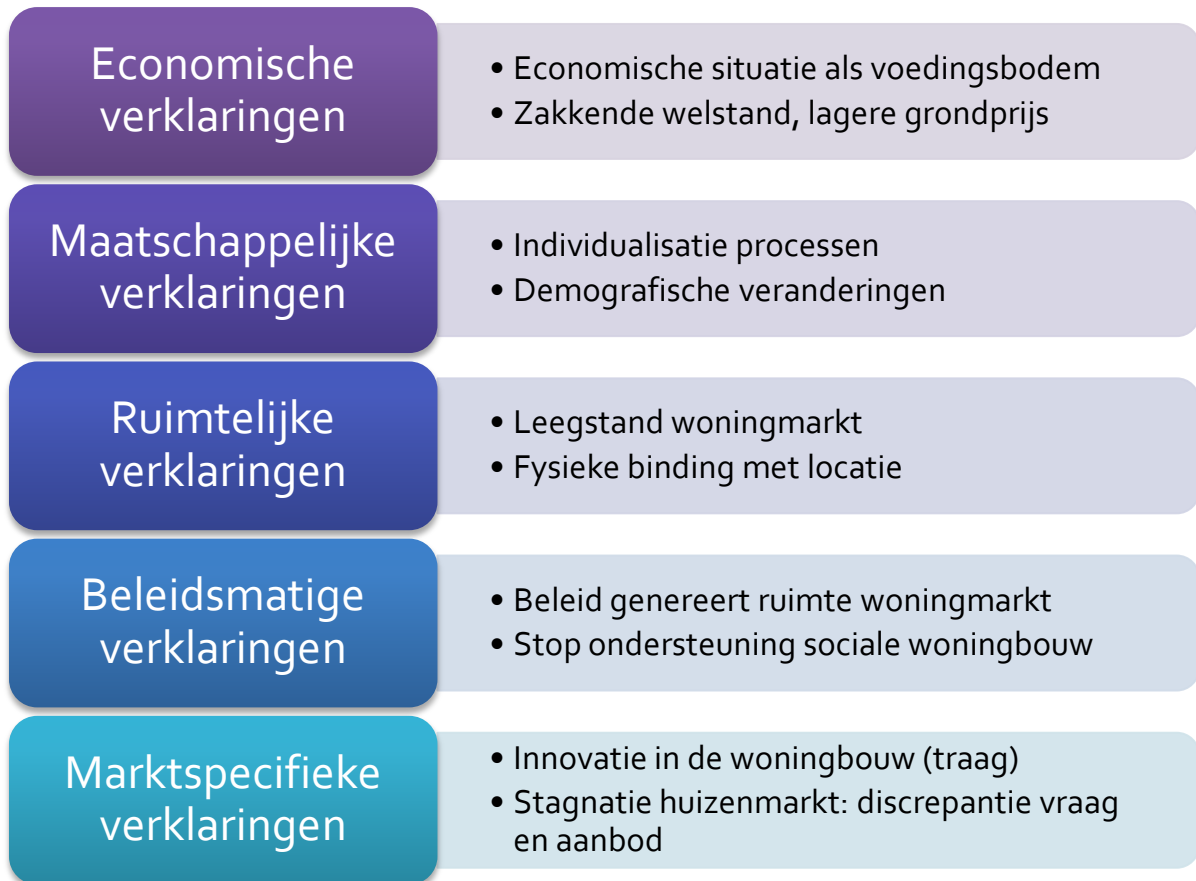 Economische
verklaringen
• Economische situatie als voedingsbodem
• Zakkende welstand, lagere grondprijs
Maatschappelijke
verklaringen
• Individualisatie processen
• Demografische veranderingen
Ruimtelijke
verklaringen
• Leegstand woningmarkt
• Fysieke binding met locatie
Beleidsmatige
verklaringen
• Beleid genereert ruimte woningmarkt
• Stop ondersteuning sociale woningbouw
Marktspecifieke
verklaringen
• Innovatie in de woningbouw (traag)
• Stagnatie huizenmarkt: discrepantie vraag
en aanbod